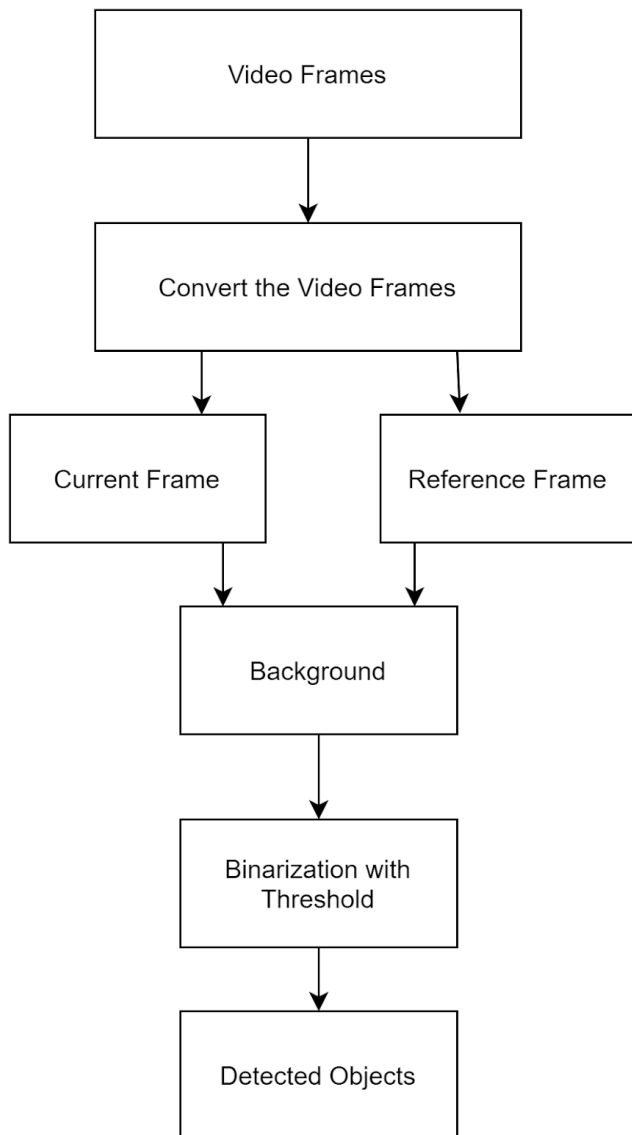 Video Frames
Convert the Video Frames
Current Frame
Reference Frame
Background
Binarization with
Threshold
Detected Objects